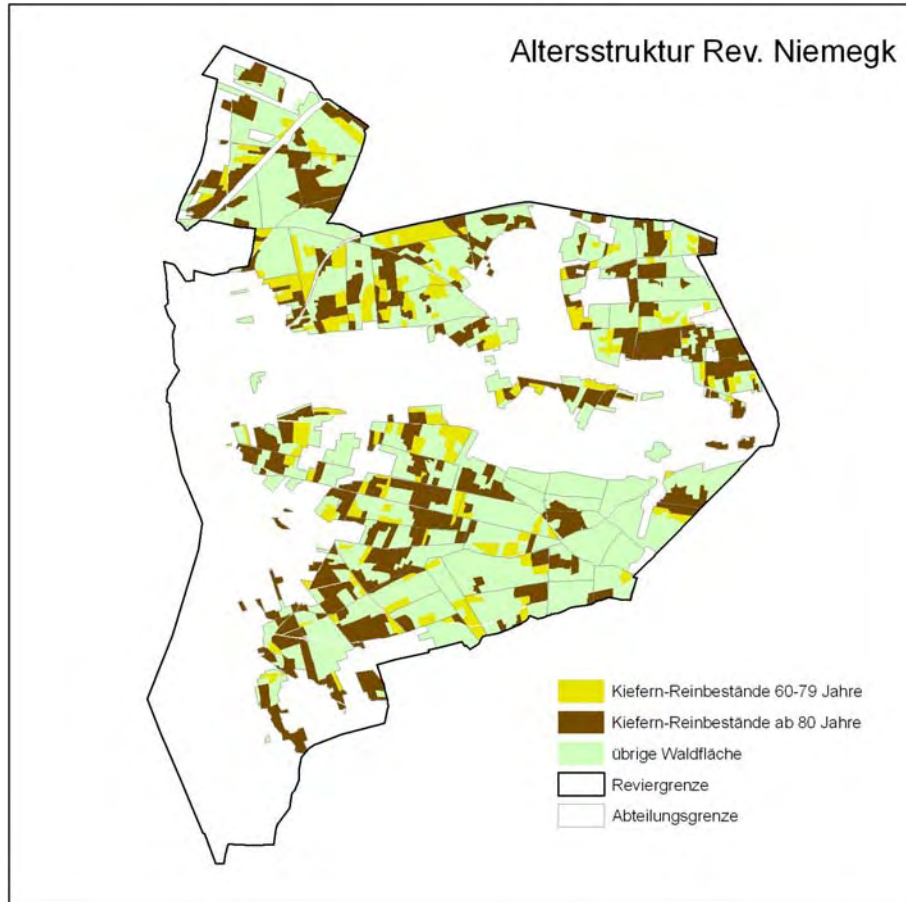 Altersstruktur Rev. Niemegk
Kiefern-Reinbestände 60-79 Jahre
Kiefern-Reinbestände ab 80 Jahre
übrige Waldfläche
Reviergrenze
Abteilungsgrenze